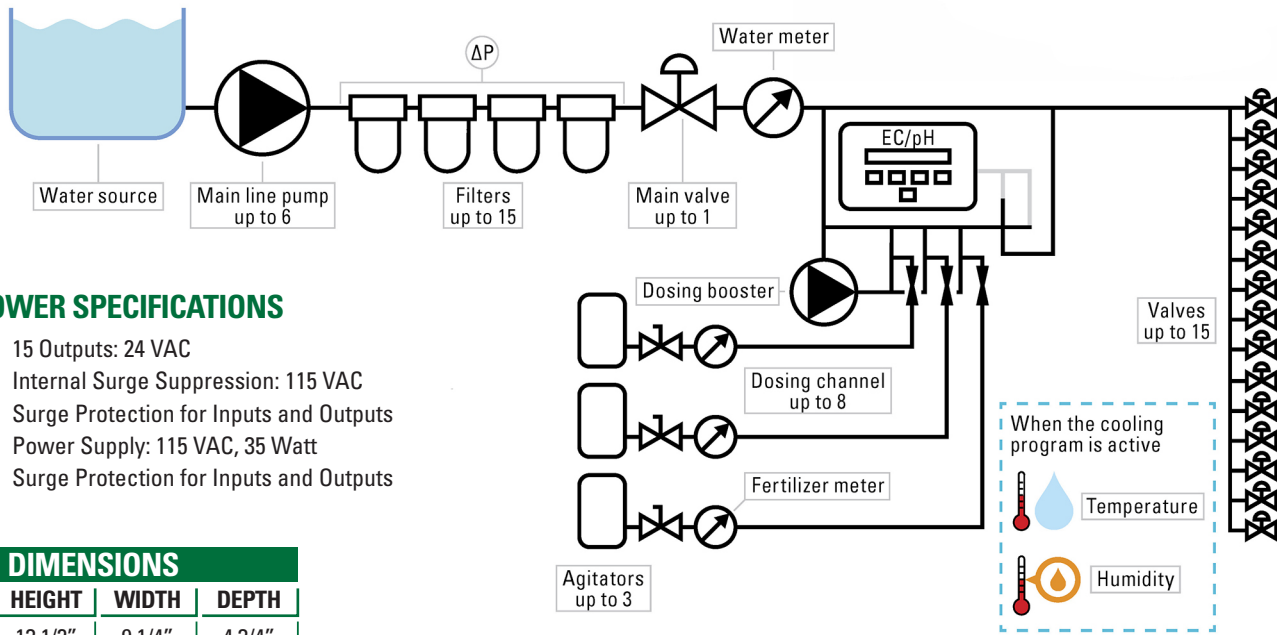 Water meter
ΔP
EC/pH
Water source
Main line pump
up to 6
Filters
up to 15
Main valve
up to 1
Dosing booster
Valves
up to 15
OWER SPECIFICATIONS
15 Outputs: 24 VAC
Internal Surge Suppression: 115 VAC
Surge Protection for Inputs and Outputs
Power Supply: 115 VAC, 35 Watt
Surge Protection for Inputs and Outputs
Dosing channel
up to 8
When the cooling
program is active
Temperature
Humidity
Fertilizer meter
Agitators
up to 3
DIMENSIONS
HEIGHT WIDTH DEPTH